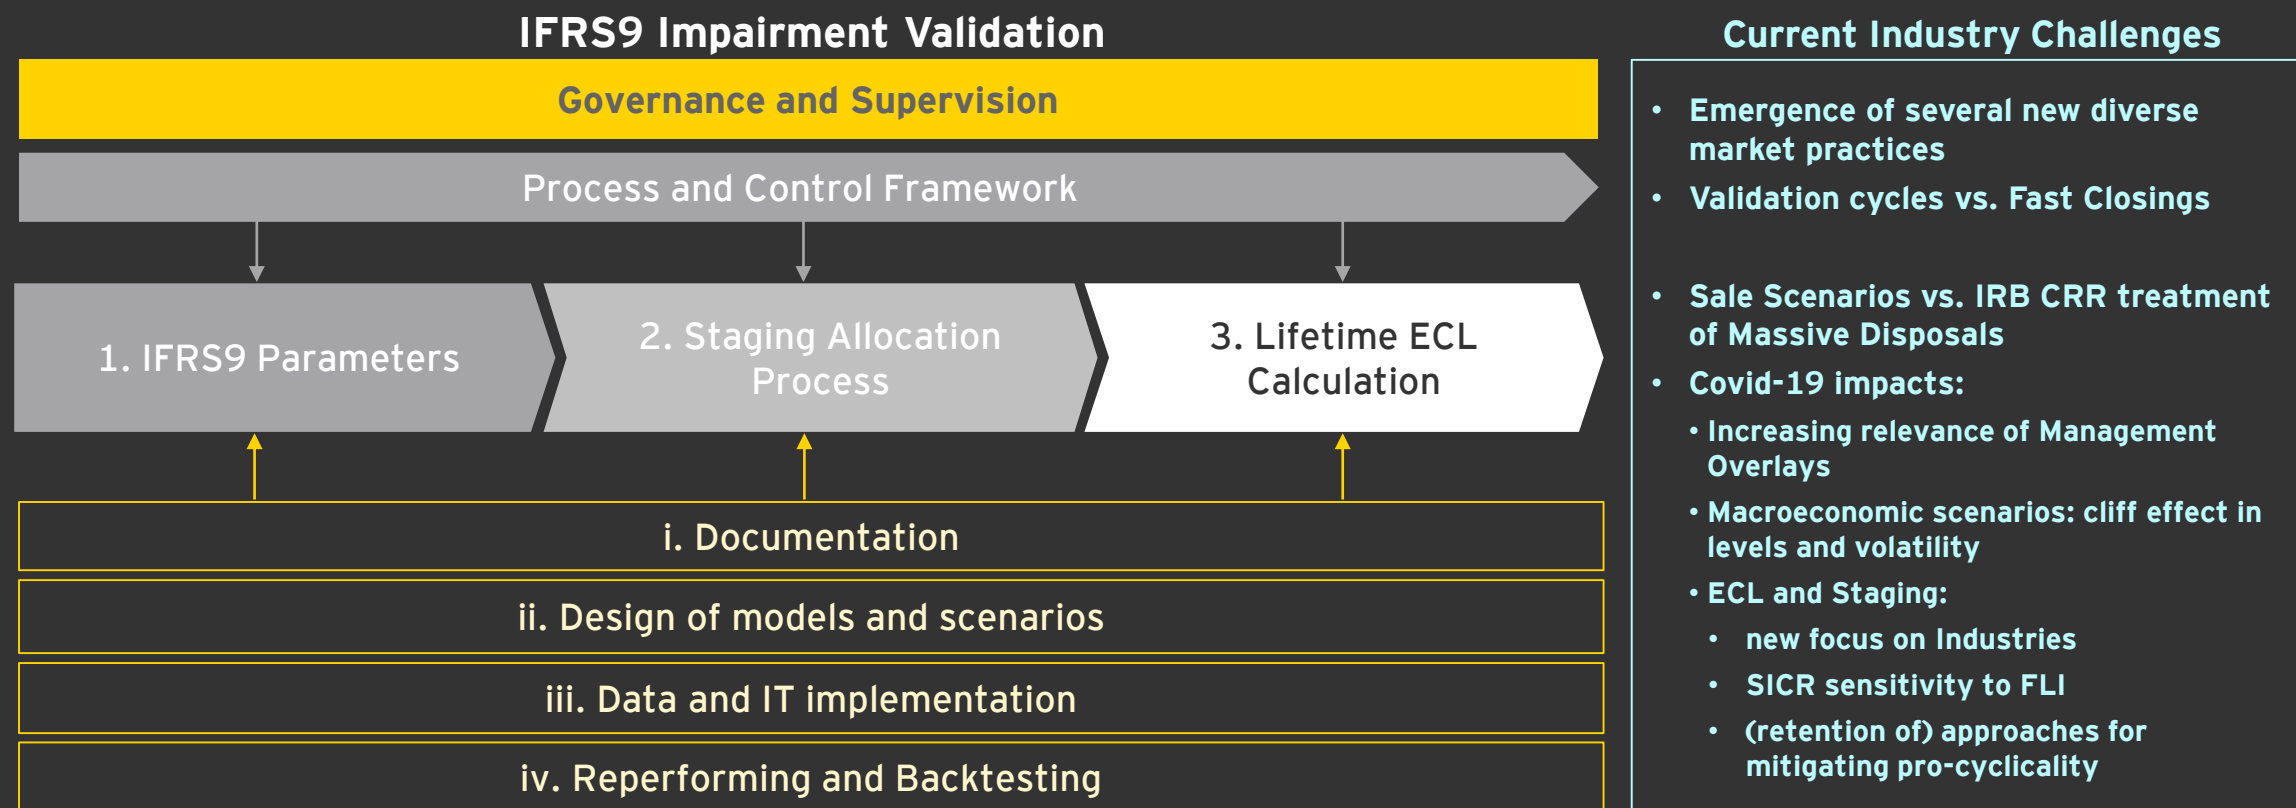 IFRS9 Impairment Validation
Governance and Supervision
Process and Control Framework
1. IFRS9 Parameters
2. Staging Allocation
Process
3. Lifetime ECL
Calculation
i. Documentation
ii. Design of models and scenarios
iii. Data and IT implementation
iv. Reperforming and Backtesting
Current Industry Challenges
• Emergence of several new diverse
market practices
• Validation cycles vs. Fast Closings
• Sale Scenarios vs. IRB CRR treatment
of Massive Disposals
• Covid-19 impacts:
• Increasing relevance of Management
Overlays
• Macroeconomic scenarios: cliff effect in
levels and volatility
• ECL and Staging:
• new focus on Industries
• SICR sensitivity to FLI
• (retention of) approaches for
mitigating pro-cyclicality